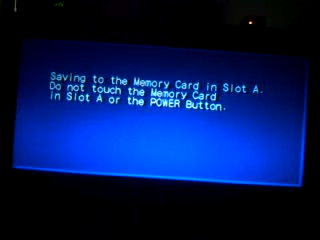 Saving to the Memory Card in Slot A.
Do not touch the Memory Card
in Slot A or the POWER Button.